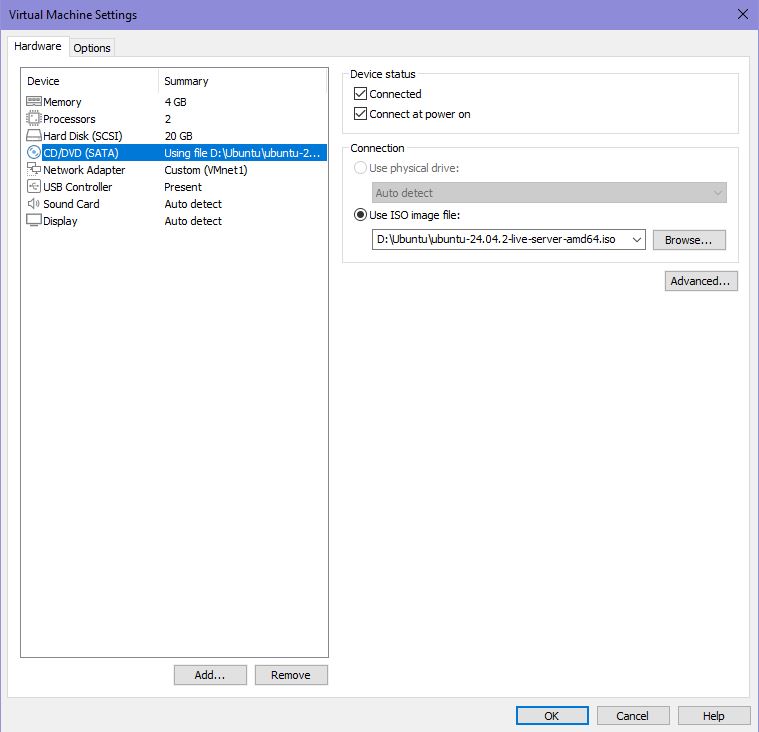 Virtual Machine Settings
Hardware Options
Device Summary
Memory 4 GB
Processors 2
Hard Disk (SCSI) 20 GB
CD/DVD (SATA) Using file D:\Ubuntu\ubuntu-2...
Network Adapter Custom (VMnet1)
USB Controller Present
Sound Card Auto detect
Display Auto detect
Add... Remove
Device status
Connected
Connect at power on
Connection
Use physical drive:
Auto detect
Use ISO image file:
D:\Ubuntu\ubuntu-24.04.2-live-server-amd64.iso Browse...
Advanced...
OK Cancel Help